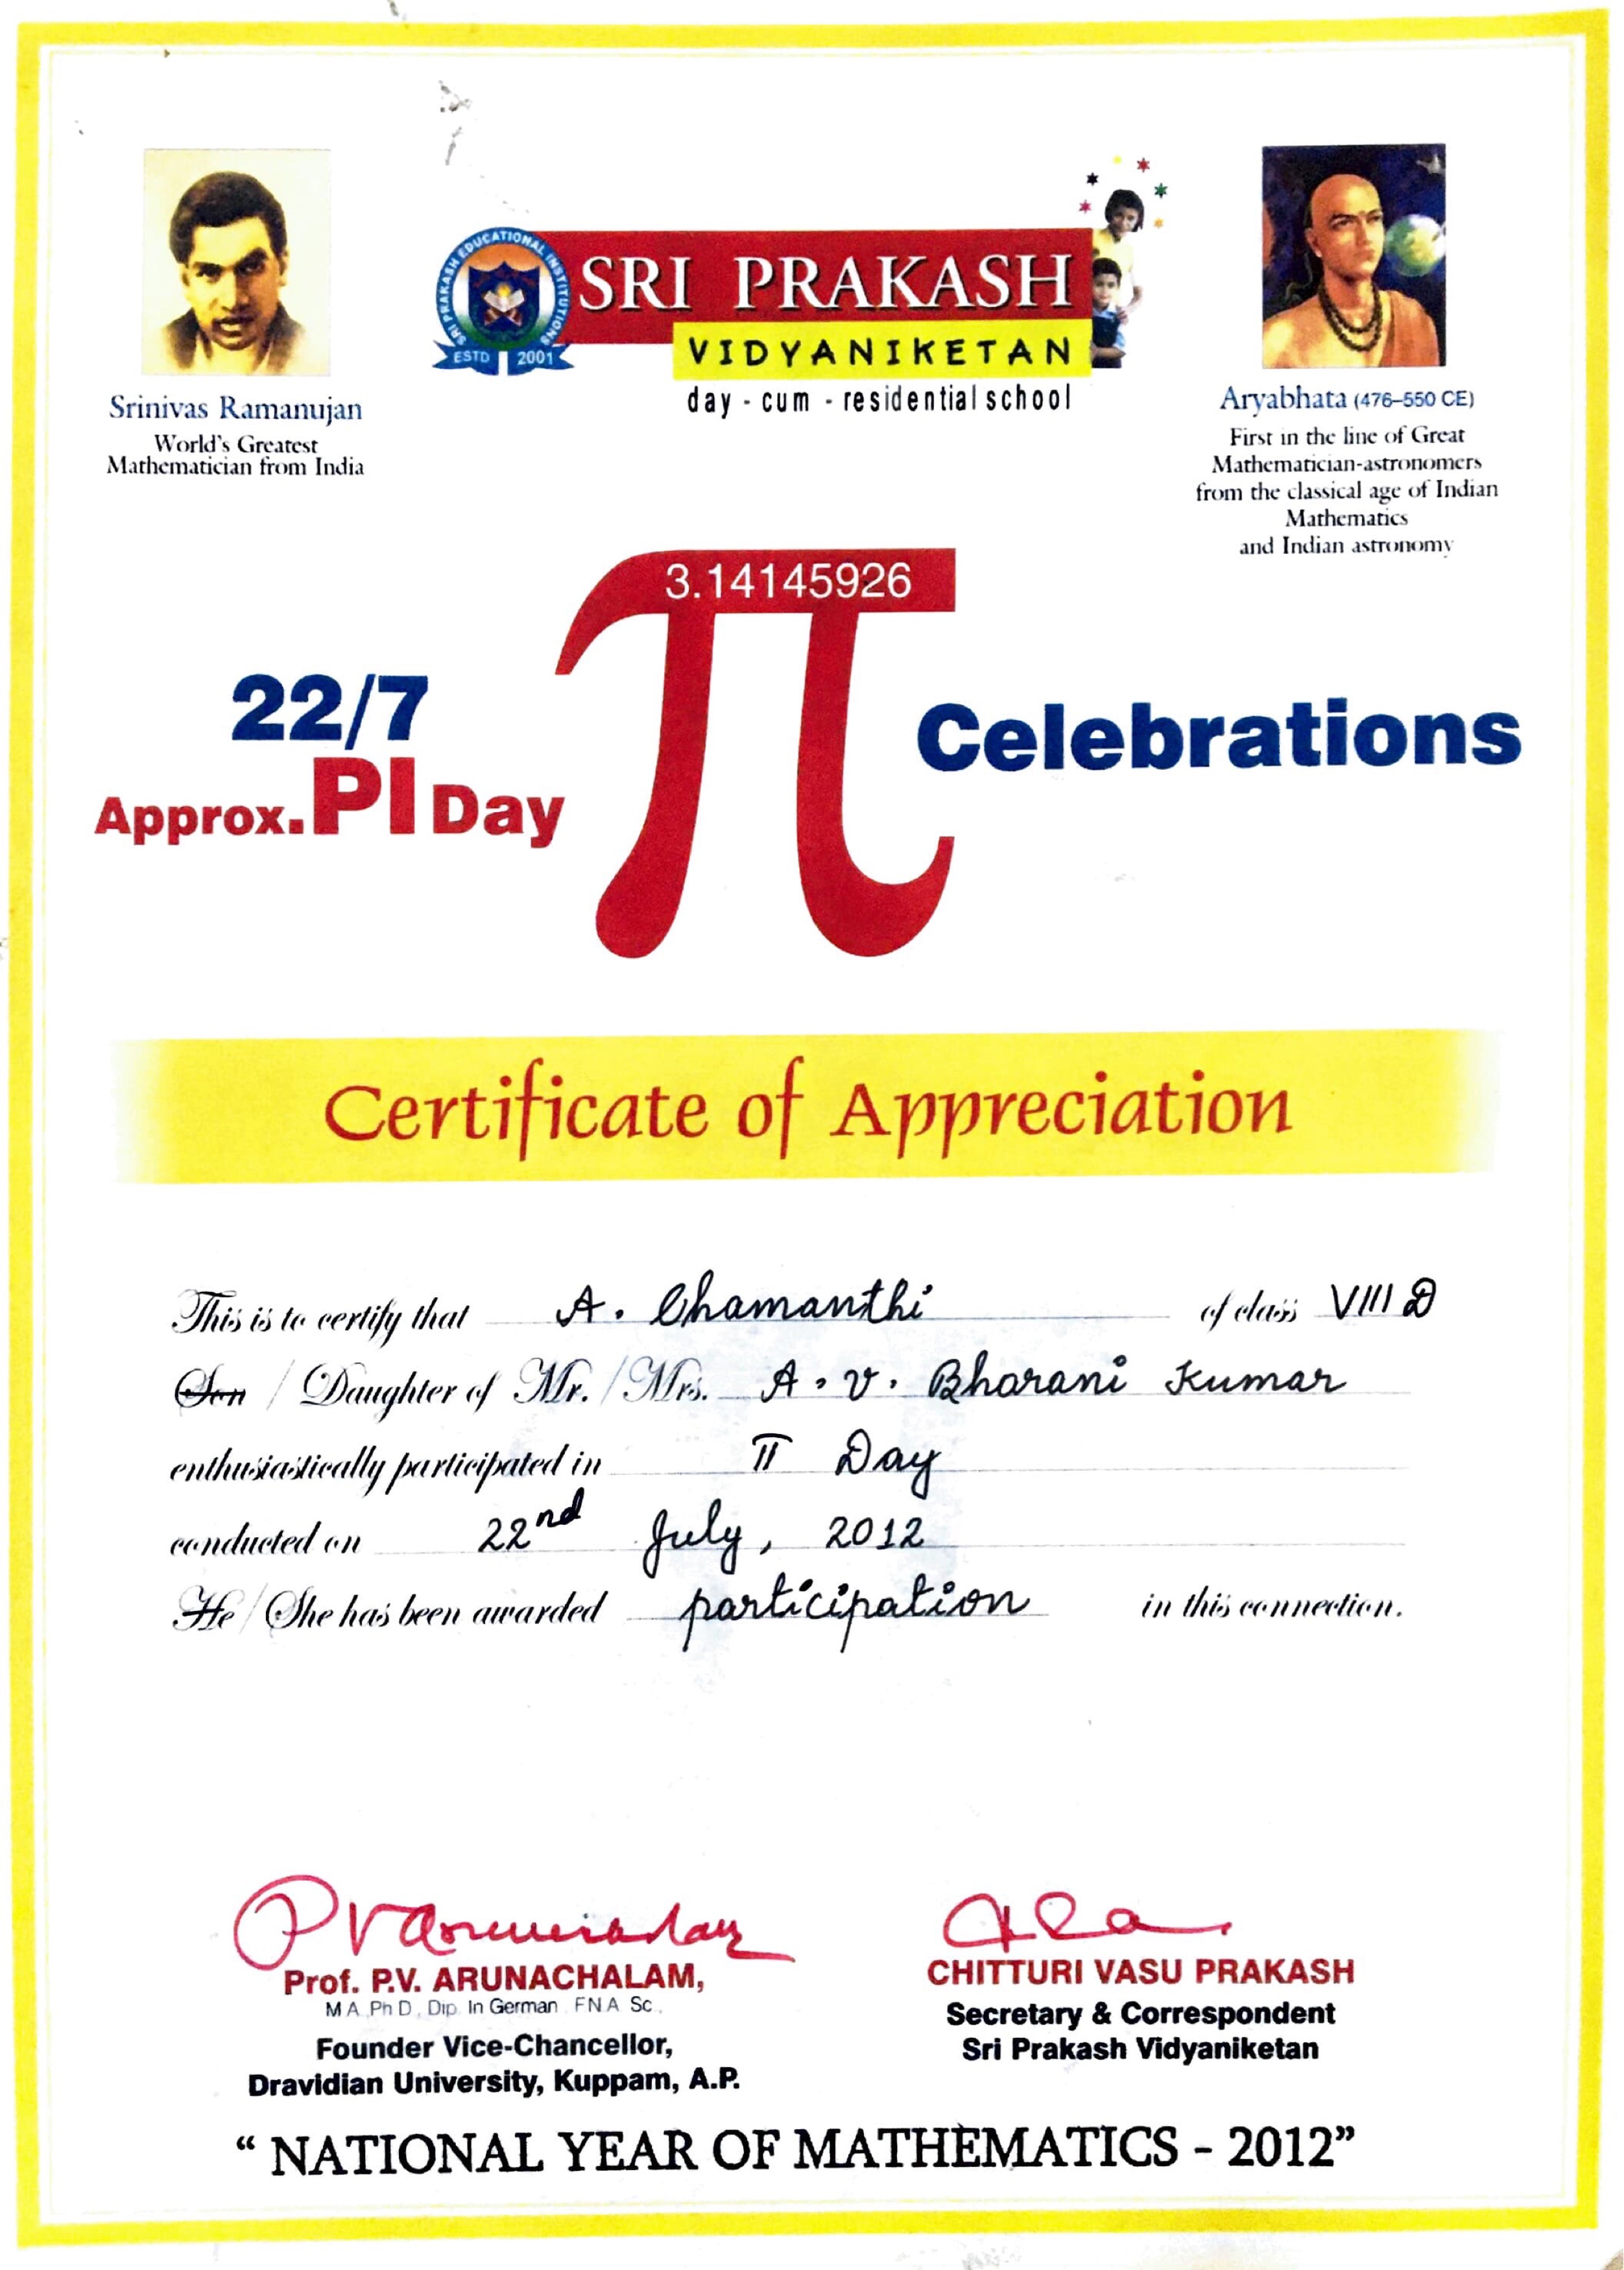 SRI PRAKASH EDUCATIONAL INSTITUTIONS
ESTD 2001
SRI PRAKASH
VIDYANIKETAN
day - cum - residential school
Srinivas Ramanujan
World's Greatest
Mathematician from India
Aryabhata (476–550 CE)
First in the line of Great
Mathematician-astronomers
from the classical age of Indian
Mathematics
and Indian astronomy
3.14145926
π
22/7
Approx. PI Day
Celebrations
Certificate of Appreciation
This is to certify that A. Chamanthi of class VIII D
Son / Daughter of Mr. / Mrs. A. V. Bharani Kumar
enthusiastically participated in π Day
conducted on 22nd July, 2012
He / She has been awarded participation in this connection.
PVArunachalam
Prof. P.V. ARUNACHALAM,
M A Ph D, Dip. In German F N A Sc.,
Founder Vice-Chancellor,
Dravidian University, Kuppam, A.P.
CHITTURI VASU PRAKASH
Secretary & Correspondent
Sri Prakash Vidyaniketan
“ NATIONAL YEAR OF MATHEMATICS - 2012”